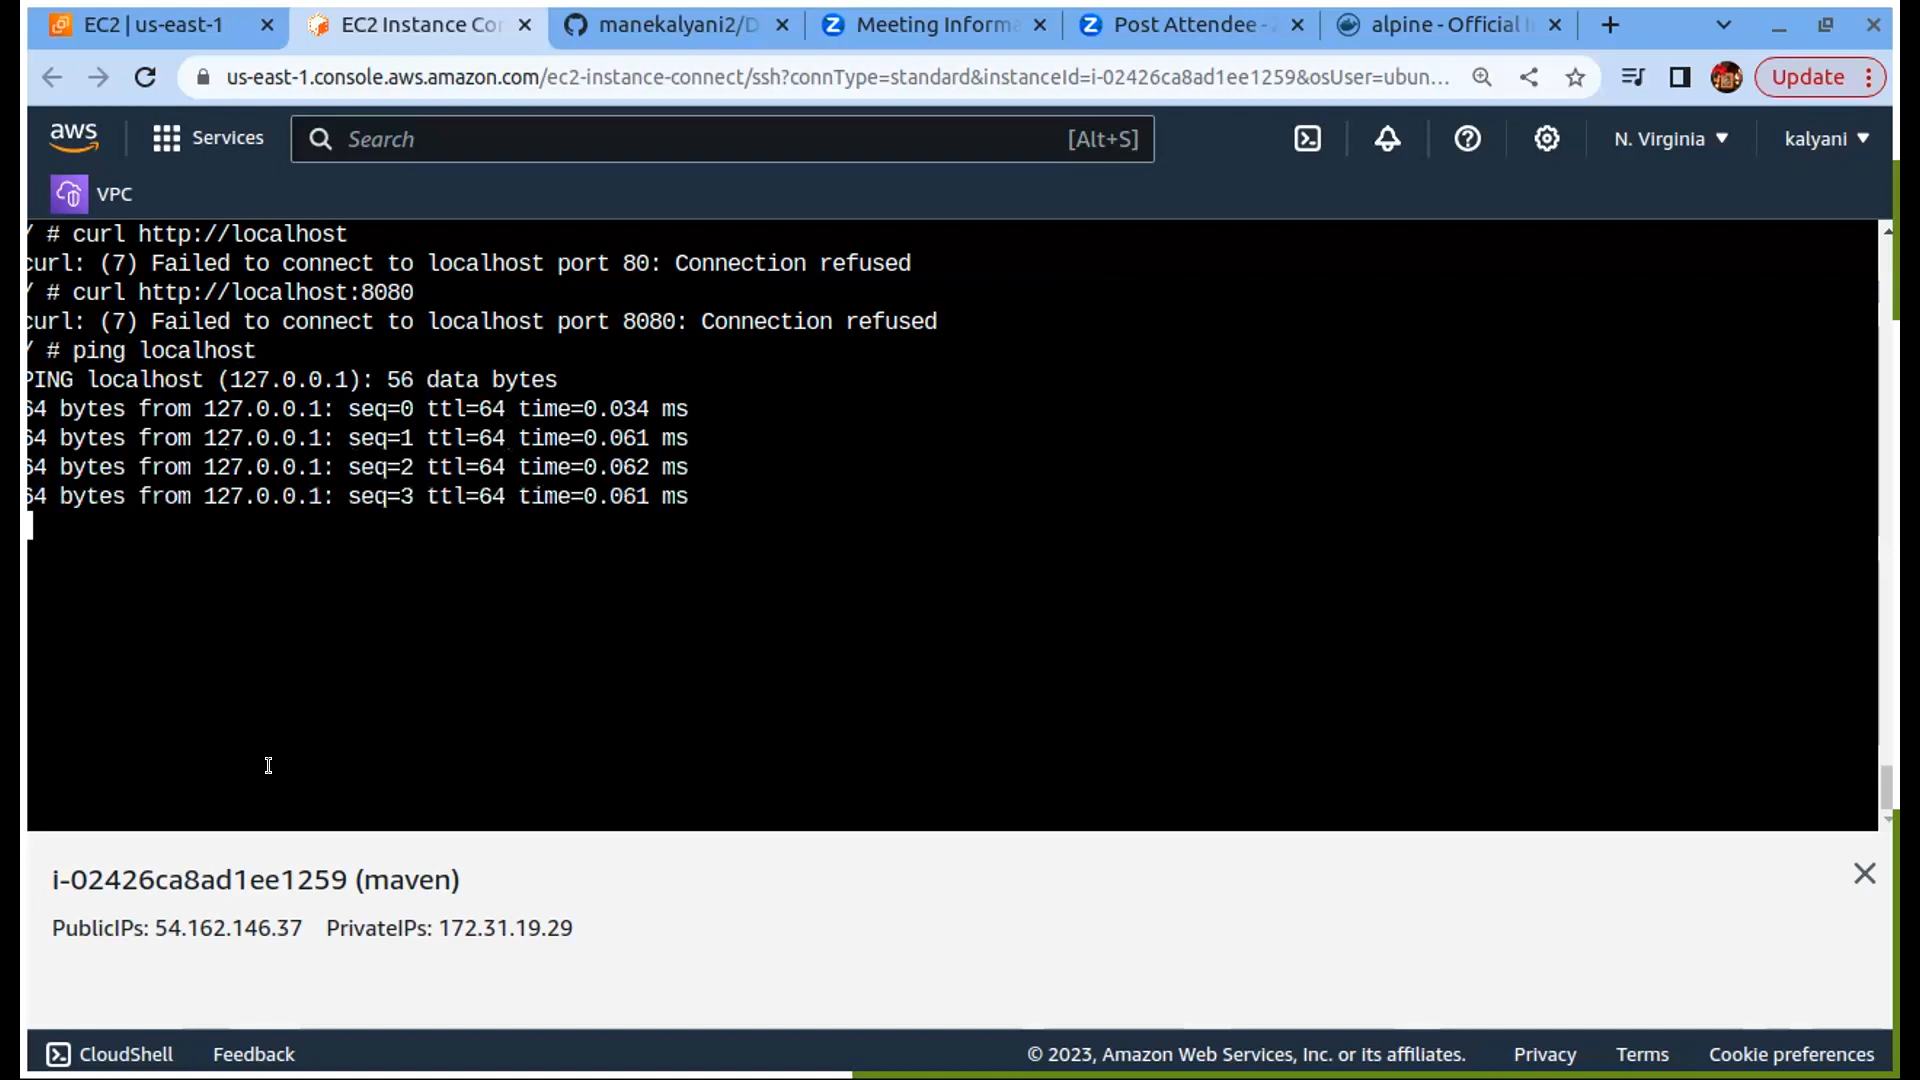 EC2 | us-east-1
EC2 Instance Co
manekalyani2/D
Meeting Inform
Post Attendee -
alpine - Official
us-east-1.console.aws.amazon.com/ec2-instance-connect/ssh?connType=standard&instanceId=i-02426ca8ad1ee1259&osUser=ubun...
Update
aws
Services
Search
[Alt+S]
N. Virginia
kalyani
VPC
/ # curl http://localhost
curl: (7) Failed to connect to localhost port 80: Connection refused
/ # curl http://localhost:8080
curl: (7) Failed to connect to localhost port 8080: Connection refused
/ # ping localhost
PING localhost (127.0.0.1): 56 data bytes
64 bytes from 127.0.0.1: seq=0 ttl=64 time=0.034 ms
64 bytes from 127.0.0.1: seq=1 ttl=64 time=0.061 ms
64 bytes from 127.0.0.1: seq=2 ttl=64 time=0.062 ms
64 bytes from 127.0.0.1: seq=3 ttl=64 time=0.061 ms
i-02426ca8ad1ee1259 (maven)
PublicIPs: 54.162.146.37 PrivateIPs: 172.31.19.29
CloudShell
Feedback
© 2023, Amazon Web Services, Inc. or its affiliates.
Privacy
Terms
Cookie preferences